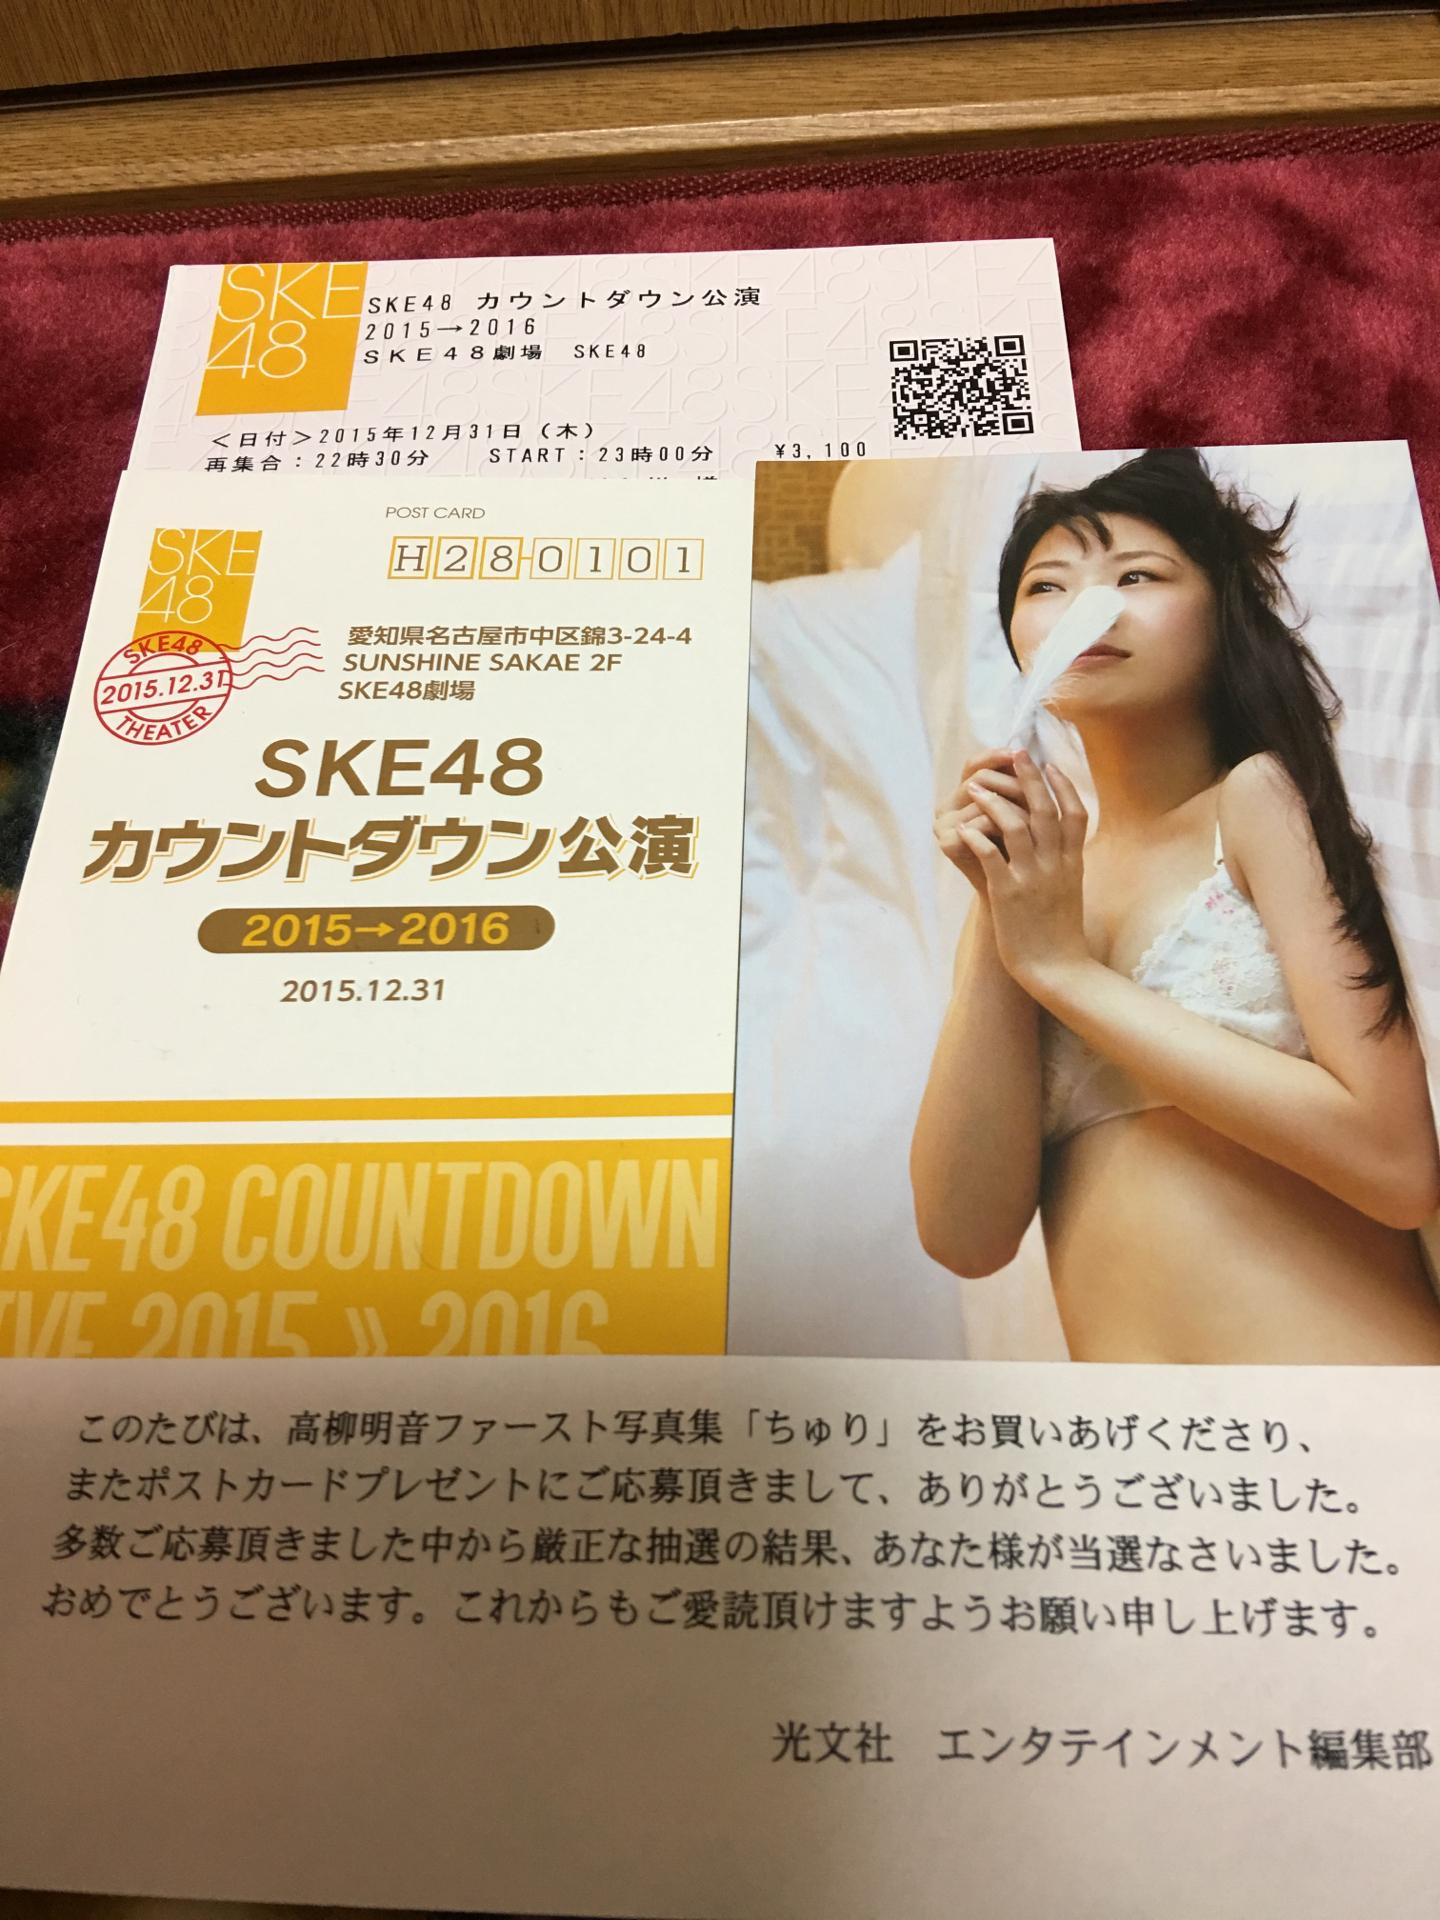 SKE
48
SKE48 カウントダウン公演
2015→2016
SKE48劇場 SKE48
＜日付＞2015年12月31日（木）
再集合：22時30分 START：23時00分 ¥3,100
POST CARD
H28-0101
SKE
48
SKE48
2015.12.31
THEATER
愛知県名古屋市中区錦3-24-4
SUNSHINE SAKAE 2F
SKE48劇場
SKE48
カウントダウン公演
2015→2016
2015.12.31
SKE48 COUNTDOWN
LIVE 2015 » 2016
このたびは、高柳明音ファースト写真集「ちゅり」をお買いあげくださり、
またポストカードプレゼントにご応募頂きまして、ありがとうございました。
多数ご応募頂きました中から厳正な抽選の結果、あなた様が当選なさいました。
おめでとうございます。これからもご愛読頂けますようお願い申し上げます。
光文社 エンタテインメント編集部